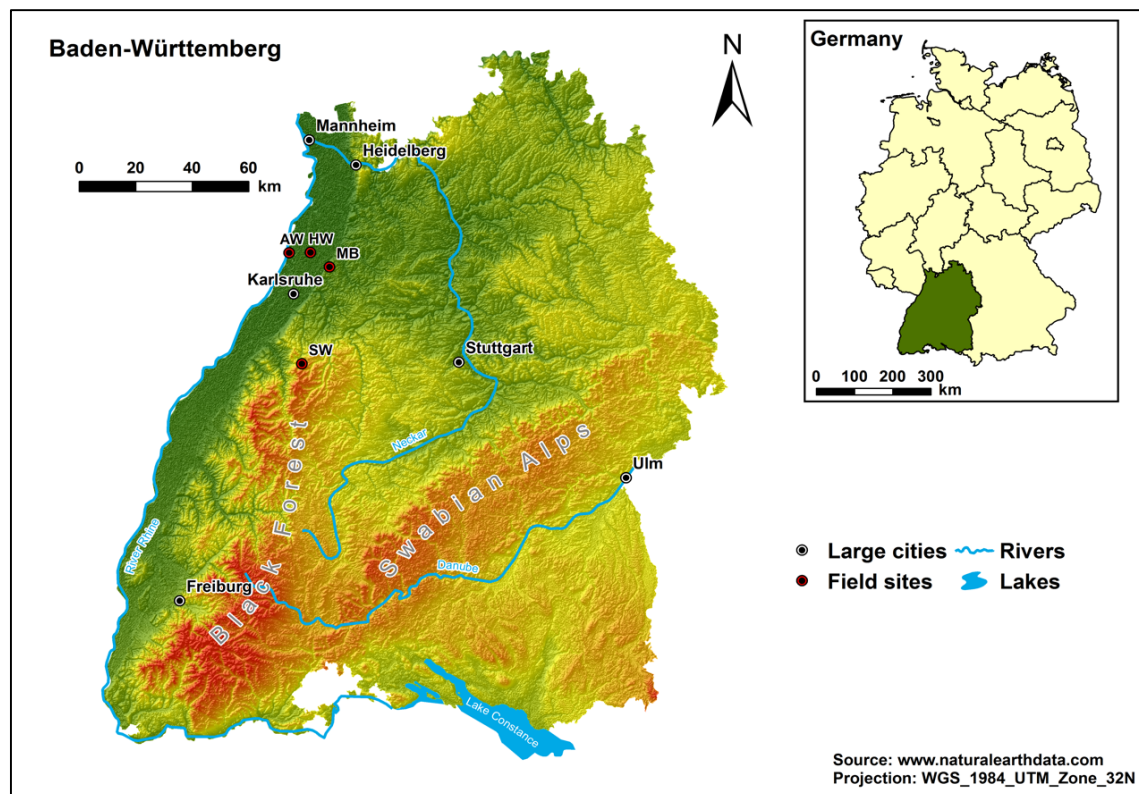 Baden-Württemberg
N
Germany
Mannheim
Heidelberg
0 20 40 60
km
AW HW
MB
Karlsruhe
SW
Stuttgart
0 100 200 300
km
Neckar
Black Forest
Swabian Alps
Ulm
River Rhine
Danube
Freiburg
Large cities
Rivers
Field sites
Lakes
Lake Constance
Source: www.naturalearthdata.com
Projection: WGS_1984_UTM_Zone_32N